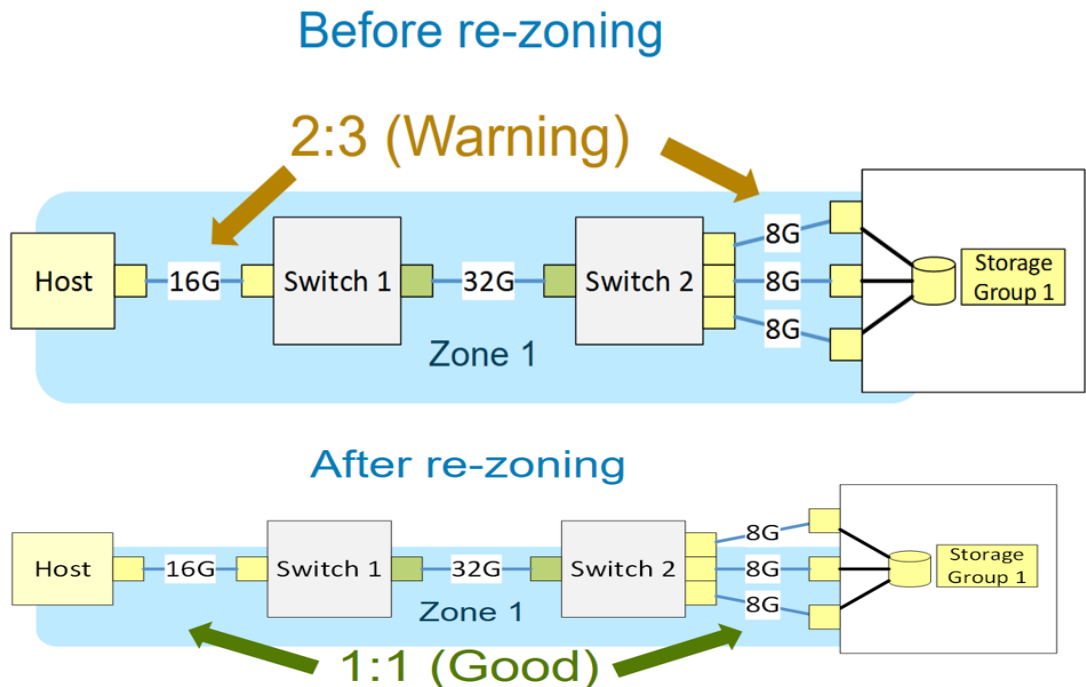 Before re-zoning
2:3 (Warning)
8G
Host
16G
Switch 1
32G
Switch 2
8G
Storage
Group 1
8G
Zone 1
After re-zoning
8G
Host
16G
Switch 1
32G
Switch 2
8G
Storage
Group 1
8G
Zone 1
1:1 (Good)